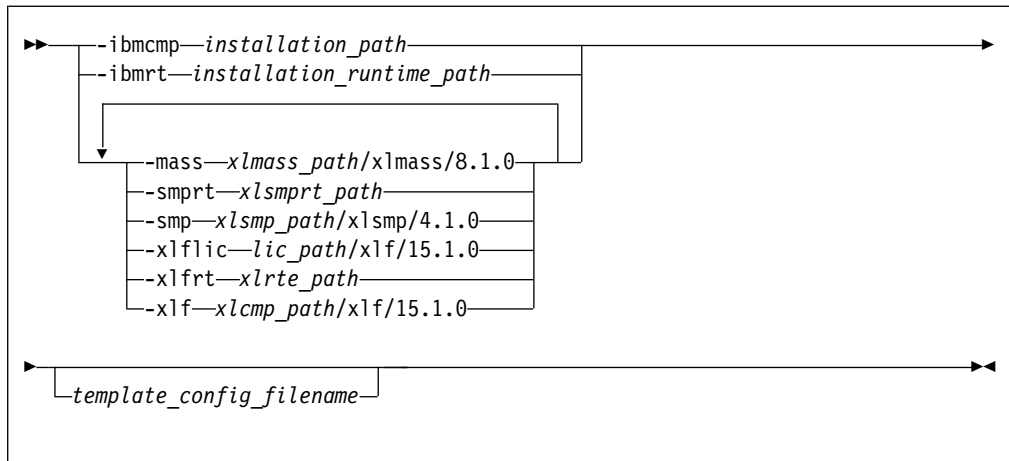 -ibmcmp installation_path
-ibmrt installation_runtime_path
-mass xlmass_path/xlmass/8.1.0
-smprt xlsmprt_path
-smp xlsmp_path/xlsmp/4.1.0
-xlflic lic_path/xlf/15.1.0
-xlfrt xlrte_path
-xlf xlcmp_path/xlf/15.1.0
template_config_filename